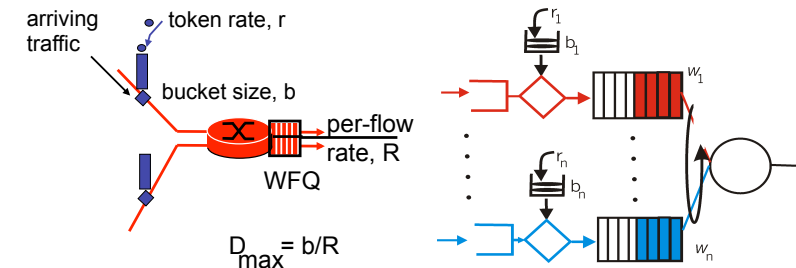 arriving
traffic
token rate, r
bucket size, b
per-flow
rate, R
WFQ
Dmax = b/R
r1
b1
w1
rn
bn
wn